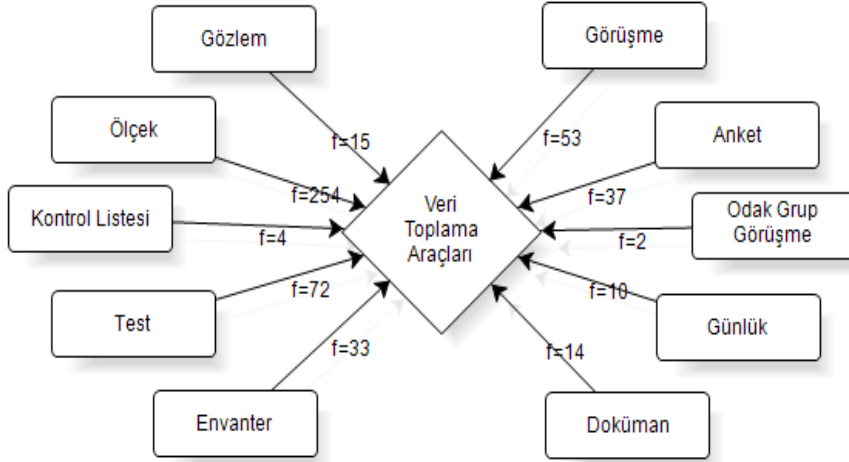 Gözlem
Görüşme
f=15
f=53
Ölçek
Anket
f=254
f=37
Kontrol Listesi
f=4
Veri
Toplama
Araçları
Odak Grup
Görüşme
f=2
Test
f=72
f=10
Günlük
Envanter
f=33
f=14
Doküman